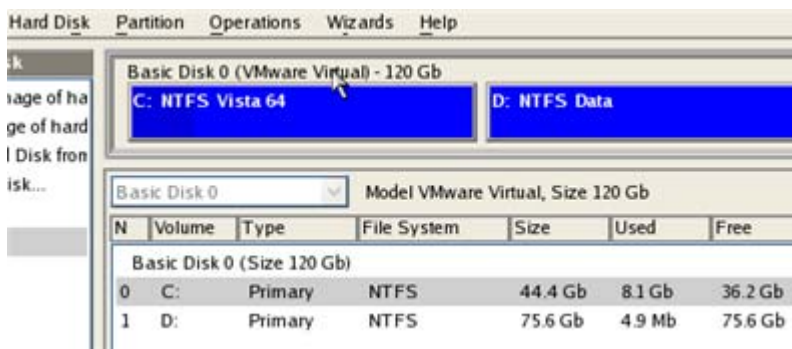 Hard Disk Partition Operations Wizards Help
sk
nage of ha
ge of hard
l Disk from
isk...
Basic Disk 0 (VMware Virtual) - 120 Gb
C: NTFS Vista 64
D: NTFS Data
Basic Disk 0
Model VMware Virtual, Size 120 Gb
N Volume Type File System Size Used Free
Basic Disk 0 (Size 120 Gb)
0 C: Primary NTFS 44.4 Gb 8.1 Gb 36.2 Gb
1 D: Primary NTFS 75.6 Gb 4.9 Mb 75.6 Gb